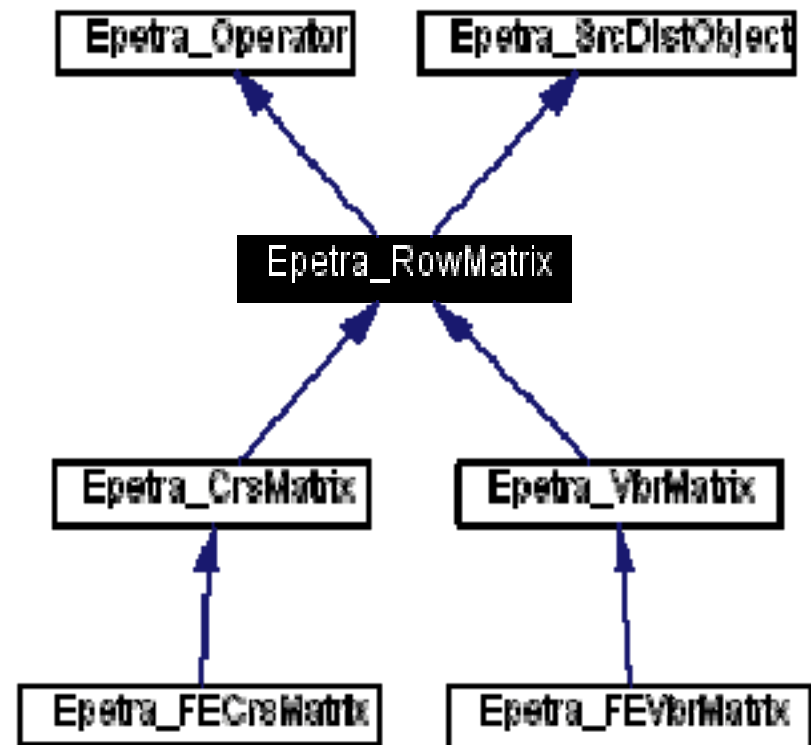 Epetra_Operator
Epetra_SrcDistObject
Epetra_RowMatrix
Epetra_CrsMatrix
Epetra_VbrMatrix
Epetra_FECrsMatrix
Epetra_FEVbrMatrix